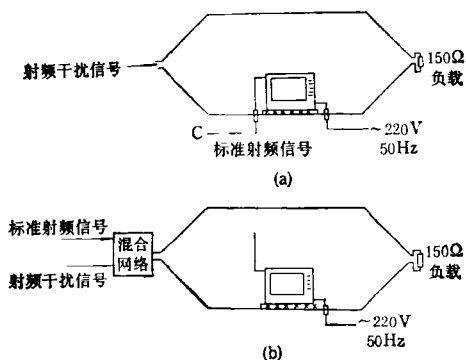 射频干扰信号
150Ω
负载
C
标准射频信号
~220V
50Hz
(a)
标准射频信号
混合
网络
射频干扰信号
150Ω
负载
~220V
50Hz
(b)